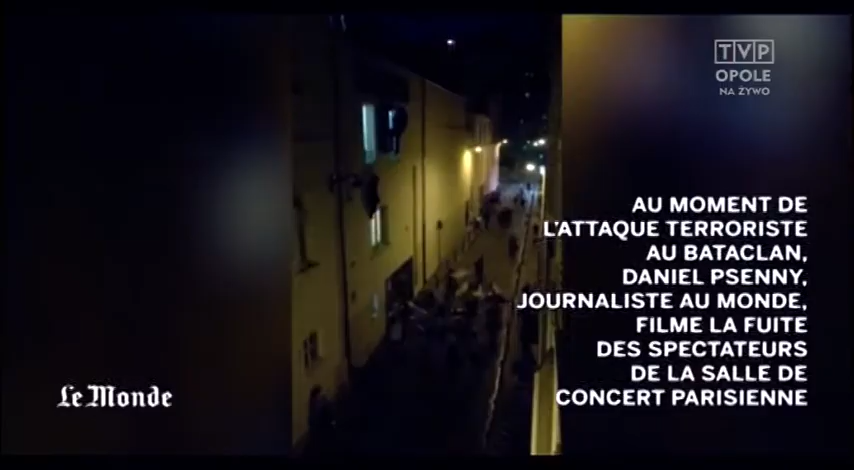 TVP
OPOLE
NA ŻYWO
AU MOMENT DE
L'ATTAQUE TERRORISTE
AU BATACLAN,
DANIEL PSENNY,
JOURNALISTE AU MONDE,
FILME LA FUITE
DES SPECTATEURS
DE LA SALLE DE
CONCERT PARISIENNE
Le Monde